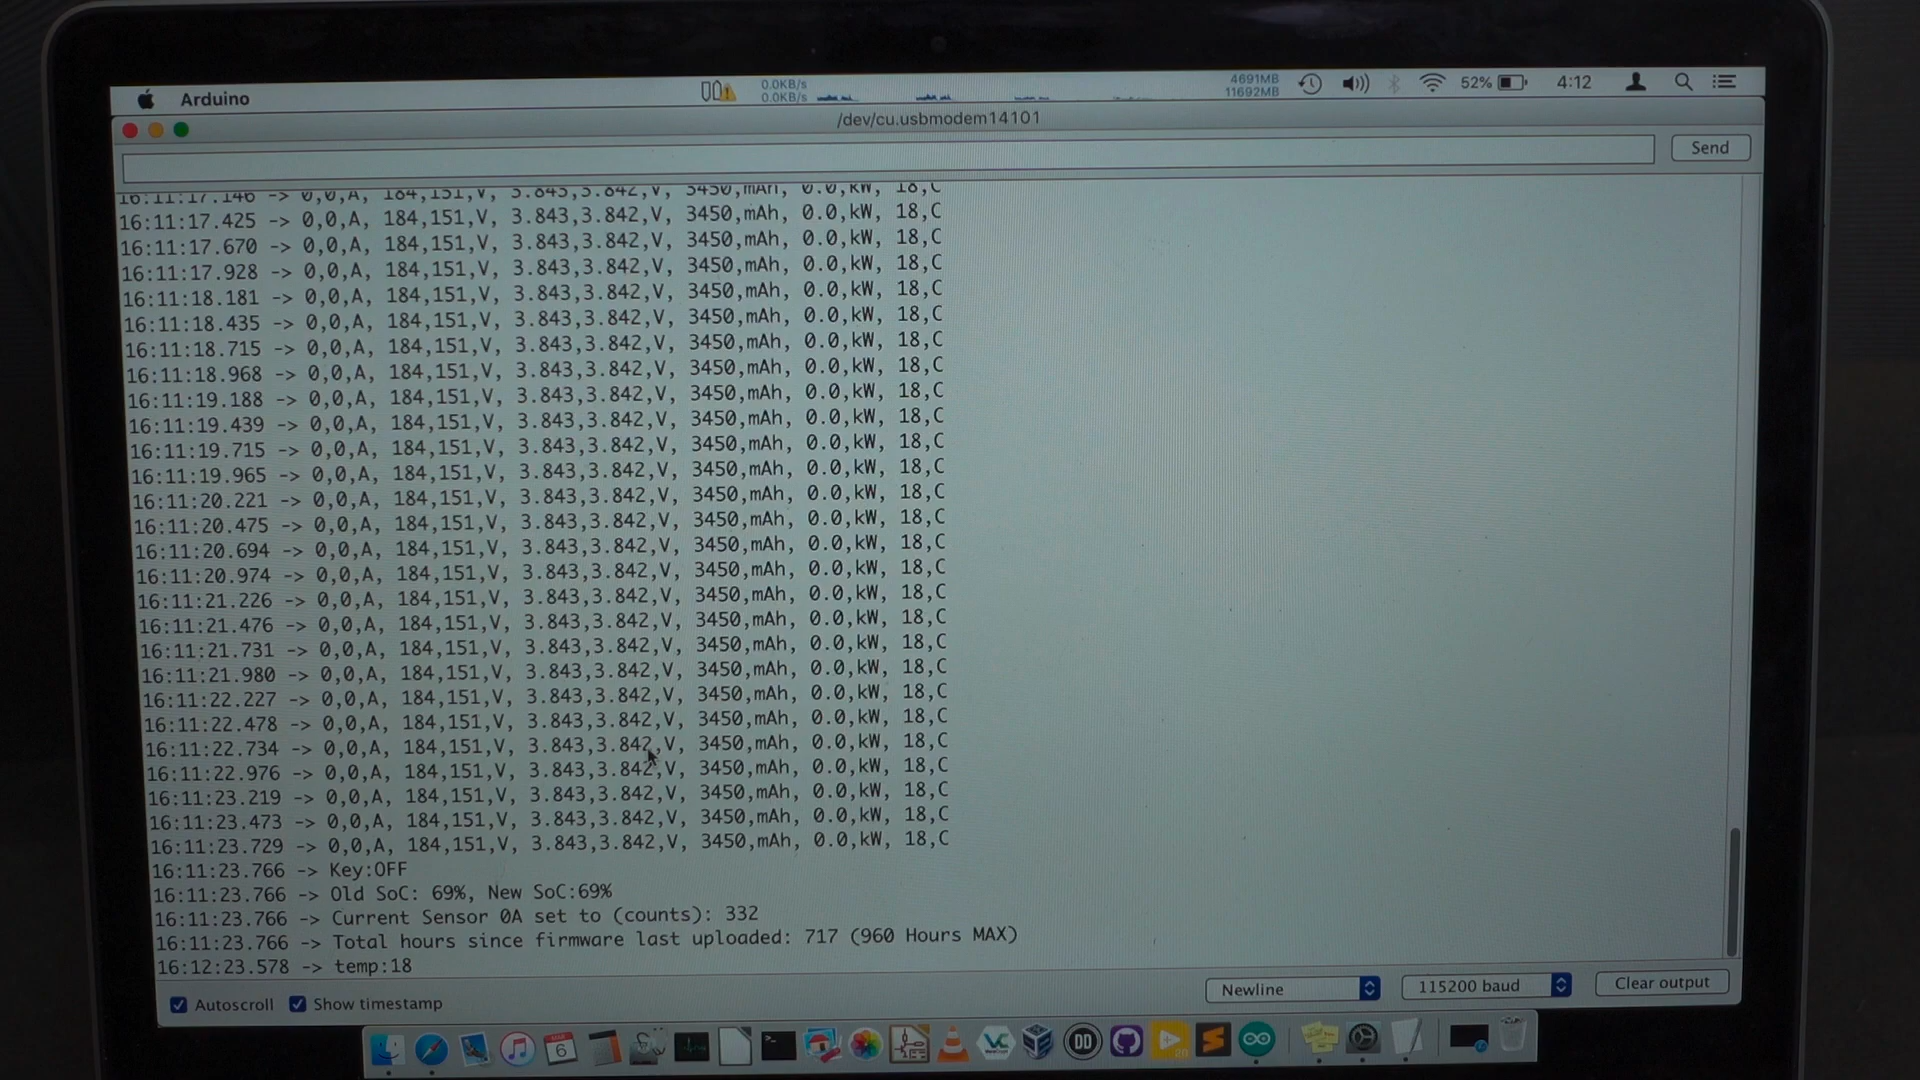 Arduino
0.0KB/s
0.0KB/s
4691MB
11692MB
52%
4:12
/dev/cu.usbmodem14101
Send
16:11:17.146 -> 0,0,A, 184,151,V, 3.843,3.842,V, 3450,mAh, 0.0,kW, 18,C
16:11:17.425 -> 0,0,A, 184,151,V, 3.843,3.842,V, 3450,mAh, 0.0,kW, 18,C
16:11:17.670 -> 0,0,A, 184,151,V, 3.843,3.842,V, 3450,mAh, 0.0,kW, 18,C
16:11:17.928 -> 0,0,A, 184,151,V, 3.843,3.842,V, 3450,mAh, 0.0,kW, 18,C
16:11:18.181 -> 0,0,A, 184,151,V, 3.843,3.842,V, 3450,mAh, 0.0,kW, 18,C
16:11:18.435 -> 0,0,A, 184,151,V, 3.843,3.842,V, 3450,mAh, 0.0,kW, 18,C
16:11:18.715 -> 0,0,A, 184,151,V, 3.843,3.842,V, 3450,mAh, 0.0,kW, 18,C
16:11:18.968 -> 0,0,A, 184,151,V, 3.843,3.842,V, 3450,mAh, 0.0,kW, 18,C
16:11:19.188 -> 0,0,A, 184,151,V, 3.843,3.842,V, 3450,mAh, 0.0,kW, 18,C
16:11:19.439 -> 0,0,A, 184,151,V, 3.843,3.842,V, 3450,mAh, 0.0,kW, 18,C
16:11:19.715 -> 0,0,A, 184,151,V, 3.843,3.842,V, 3450,mAh, 0.0,kW, 18,C
16:11:19.965 -> 0,0,A, 184,151,V, 3.843,3.842,V, 3450,mAh, 0.0,kW, 18,C
16:11:20.221 -> 0,0,A, 184,151,V, 3.843,3.842,V, 3450,mAh, 0.0,kW, 18,C
16:11:20.475 -> 0,0,A, 184,151,V, 3.843,3.842,V, 3450,mAh, 0.0,kW, 18,C
16:11:20.694 -> 0,0,A, 184,151,V, 3.843,3.842,V, 3450,mAh, 0.0,kW, 18,C
16:11:20.974 -> 0,0,A, 184,151,V, 3.843,3.842,V, 3450,mAh, 0.0,kW, 18,C
16:11:21.226 -> 0,0,A, 184,151,V, 3.843,3.842,V, 3450,mAh, 0.0,kW, 18,C
16:11:21.476 -> 0,0,A, 184,151,V, 3.843,3.842,V, 3450,mAh, 0.0,kW, 18,C
16:11:21.731 -> 0,0,A, 184,151,V, 3.843,3.842,V, 3450,mAh, 0.0,kW, 18,C
16:11:21.980 -> 0,0,A, 184,151,V, 3.843,3.842,V, 3450,mAh, 0.0,kW, 18,C
16:11:22.227 -> 0,0,A, 184,151,V, 3.843,3.842,V, 3450,mAh, 0.0,kW, 18,C
16:11:22.478 -> 0,0,A, 184,151,V, 3.843,3.842,V, 3450,mAh, 0.0,kW, 18,C
16:11:22.734 -> 0,0,A, 184,151,V, 3.843,3.842,V, 3450,mAh, 0.0,kW, 18,C
16:11:22.976 -> 0,0,A, 184,151,V, 3.843,3.842,V, 3450,mAh, 0.0,kW, 18,C
16:11:23.219 -> 0,0,A, 184,151,V, 3.843,3.842,V, 3450,mAh, 0.0,kW, 18,C
16:11:23.473 -> 0,0,A, 184,151,V, 3.843,3.842,V, 3450,mAh, 0.0,kW, 18,C
16:11:23.729 -> 0,0,A, 184,151,V, 3.843,3.842,V, 3450,mAh, 0.0,kW, 18,C
16:11:23.766 -> Key:OFF
16:11:23.766 -> Old SoC: 69%, New SoC:69%
16:11:23.766 -> Current Sensor 0A set to (counts): 332
16:11:23.766 -> Total hours since firmware last uploaded: 717 (960 Hours MAX)
16:12:23.578 -> temp:18
Autoscroll
Show timestamp
Newline
115200 baud
Clear output
6
DD